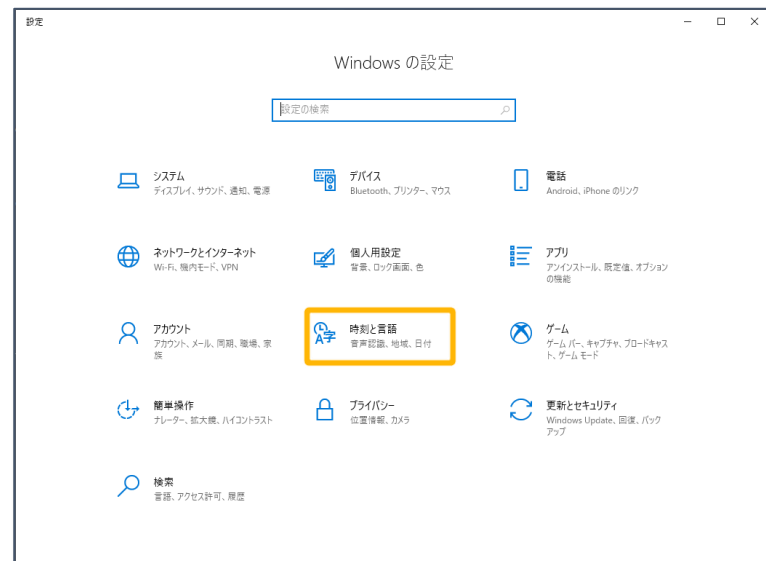 設定
Windows の設定
設定の検索
システム
ディスプレイ、サウンド、通知、電源
デバイス
Bluetooth、プリンター、マウス
電話
Android、iPhone のリンク
ネットワークとインターネット
Wi-Fi、機内モード、VPN
個人用設定
背景、ロック画面、色
アプリ
アンインストール、既定値、オプション
の機能
アカウント
アカウント、メール、同期、職場、家
族
A字
時刻と言語
音声認識、地域、日付
ゲーム
ゲーム バー、キャプチャ、ブロードキャス
ト、ゲーム モード
簡単操作
ナレーター、拡大鏡、ハイコントラスト
プライバシー
位置情報、カメラ
更新とセキュリティ
Windows Update、回復、バック
アップ
検索
言語、アクセス許可、履歴